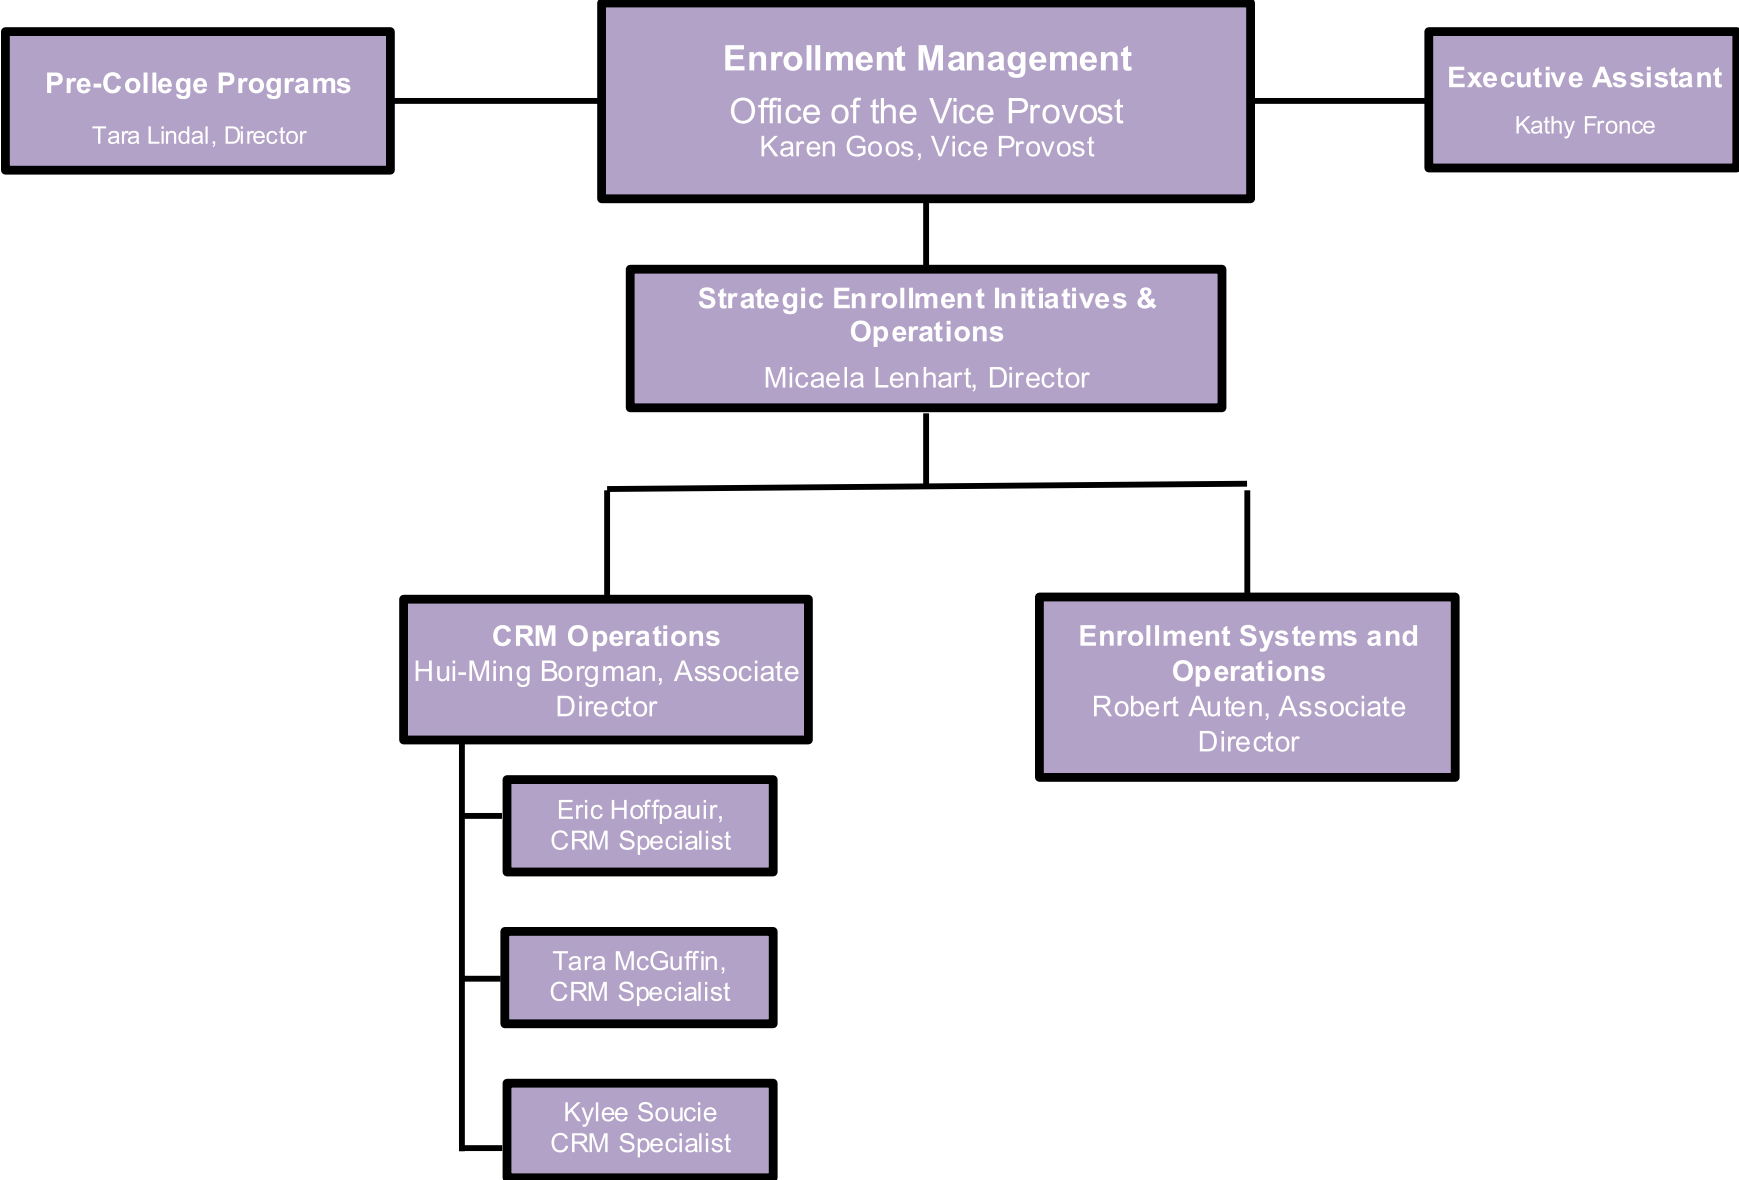 Pre-College Programs
Tara Lindal, Director
Enrollment Management
Office of the Vice Provost
Karen Goos, Vice Provost
Executive Assistant
Kathy Fronce
Strategic Enrollment Initiatives &
Operations
Micaela Lenhart, Director
CRM Operations
Hui-Ming Borgman, Associate
Director
Enrollment Systems and
Operations
Robert Auten, Associate
Director
Eric Hoffpauir,
CRM Specialist
Tara McGuffin,
CRM Specialist
Kylee Soucie
CRM Specialist